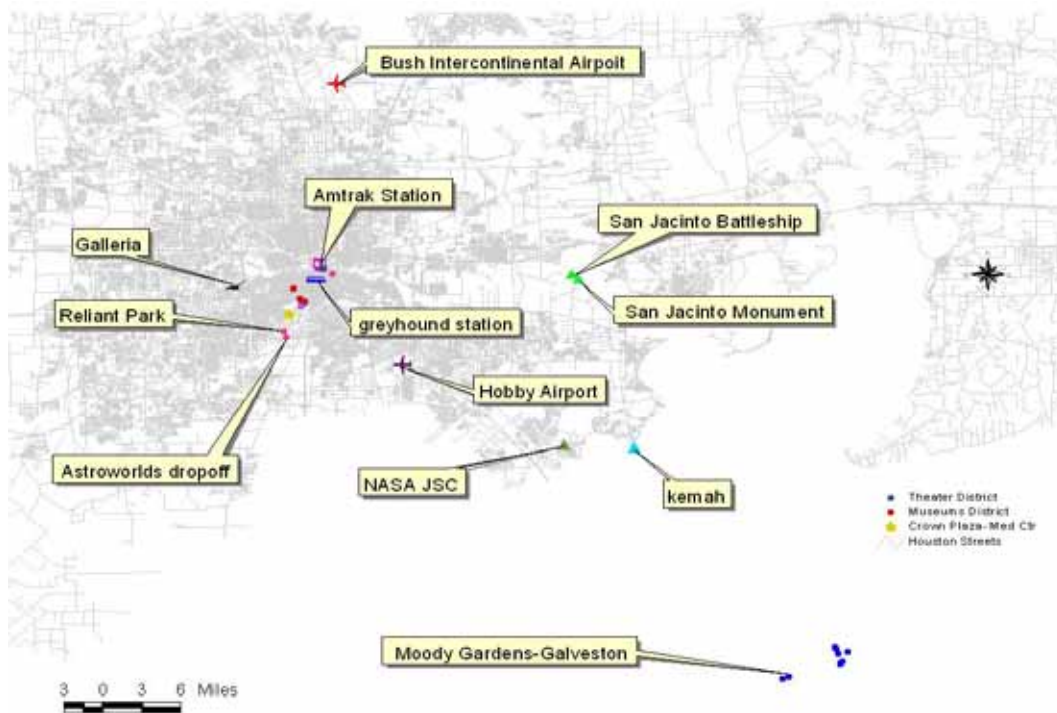 Bush Intercontinental Airpoit
Amtrak Station
San Jacinto Battleship
Galleria
Reliant Park
greyhound station
San Jacinto Monument
Hobby Airport
Astroworlds dropoff
NASA JSC
kemah
Theater District
Museums District
Crown Plaza-Med Ctr
Houston Streets
Moody Gardens-Galveston
3 0 3 6 Miles